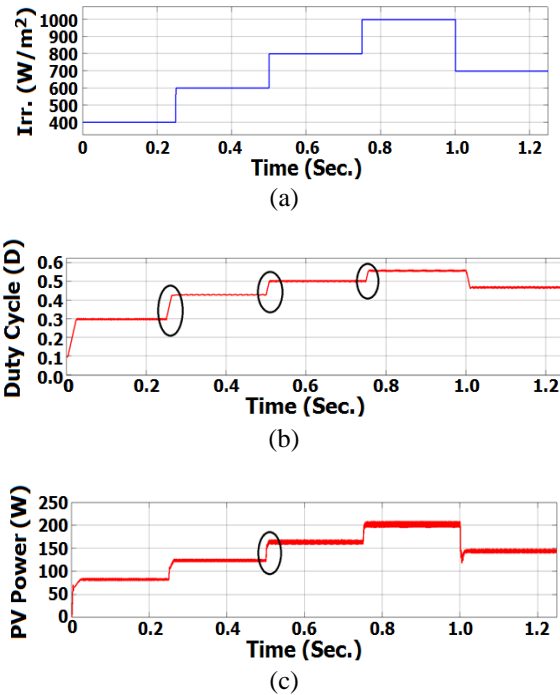 Irr. (W/m²)
1000
900
800
700
600
500
400
0 0.2 0.4 0.6 0.8 1.0 1.2
Time (Sec.)
(a)
Duty Cycle (D)
0.6
0.5
0.4
0.3
0.2
0.1
0.0
0 0.2 0.4 0.6 0.8 1.0 1.2
Time (Sec.)
(b)
PV Power (W)
250
200
150
100
50
0
0 0.2 0.4 0.6 0.8 1.0 1.2
Time (Sec.)
(c)